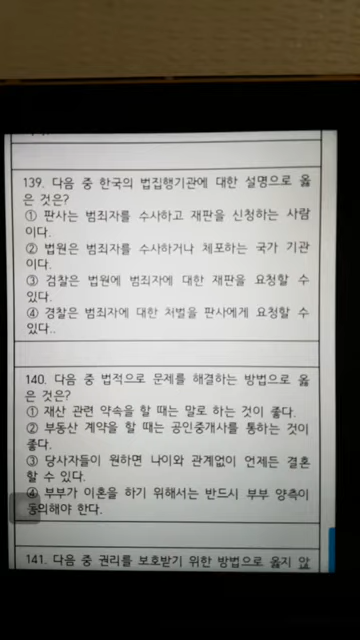 139. 다음 중 한국의 법집행기관에 대한 설명으로 옳
은 것은?
① 판사는 범죄자를 수사하고 재판을 신청하는 사람
이다.
② 법원은 범죄자를 수사하거나 체포하는 국가 기관
이다.
③ 검찰은 법원에 범죄자에 대한 재판을 요청할 수
있다.
④ 경찰은 범죄자에 대한 처벌을 판사에게 요청할 수
있다..
140. 다음 중 법적으로 문제를 해결하는 방법으로 옳
은 것은?
① 재산 관련 약속을 할 때는 말로 하는 것이 좋다.
② 부동산 계약을 할 때는 공인중개사를 통하는 것이
좋다.
③ 당사자들이 원하면 나이와 관계없이 언제든 결혼
할 수 있다.
④ 부부가 이혼을 하기 위해서는 반드시 부부 양측이
동의해야 한다.
141. 다음 중 권리를 보호받기 위한 방법으로 옳지 않